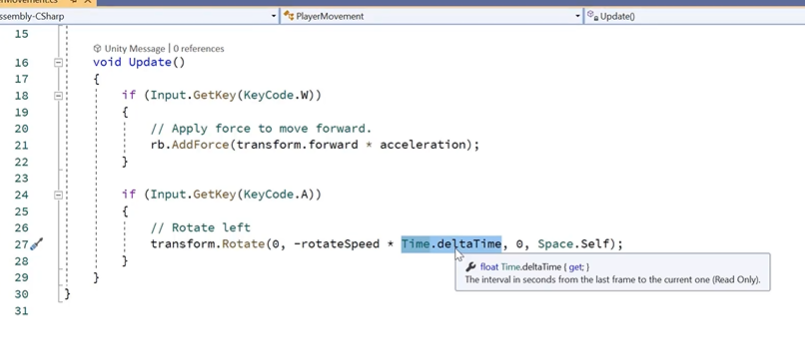 ssembly-CSharp PlayerMovement Update()
15
Unity Message | 0 references
16 void Update()
17 {
18 if (Input.GetKey(KeyCode.W))
19 {
20 // Apply force to move forward.
21 rb.AddForce(transform.forward * acceleration);
22 }
23
24 if (Input.GetKey(KeyCode.A))
25 {
26 // Rotate left
27 transform.Rotate(0, -rotateSpeed * Time.deltaTime, 0, Space.Self);
float Time.deltaTime { get; }
28 }
The interval in seconds from the last frame to the current one (Read Only).
29 }
30 }
31